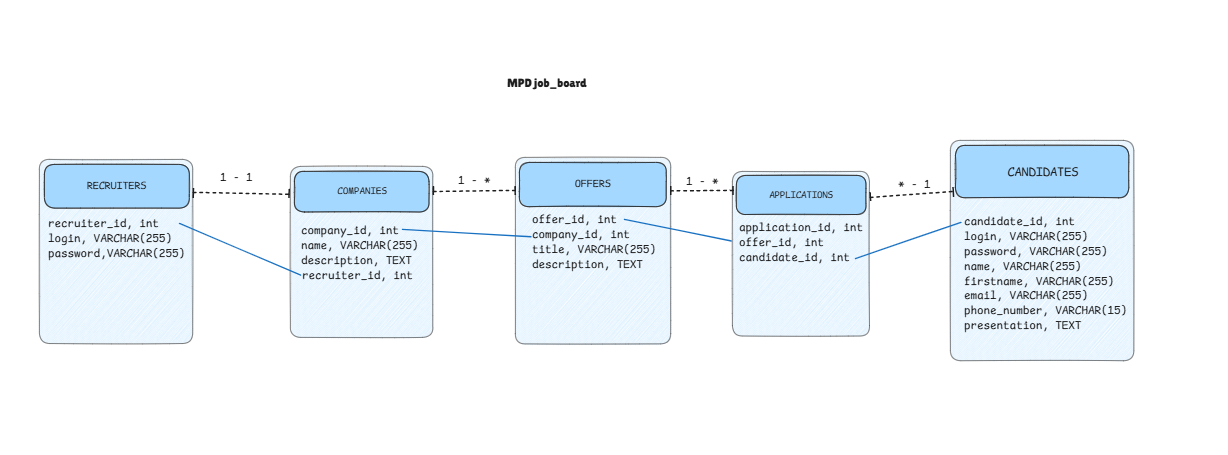 MPD job_board
RECRUITERS
recruiter_id, int
login, VARCHAR(255)
password,VARCHAR(255)
1 - 1
COMPANIES
company_id, int
name, VARCHAR(255)
description, TEXT
recruiter_id, int
1 - *
OFFERS
offer_id, int
company_id, int
title, VARCHAR(255)
description, TEXT
1 - *
APPLICATIONS
application_id, int
offer_id, int
candidate_id, int
* - 1
CANDIDATES
candidate_id, int
login, VARCHAR(255)
password, VARCHAR(255)
name, VARCHAR(255)
firstname, VARCHAR(255)
email, VARCHAR(255)
phone_number, VARCHAR(15)
presentation, TEXT